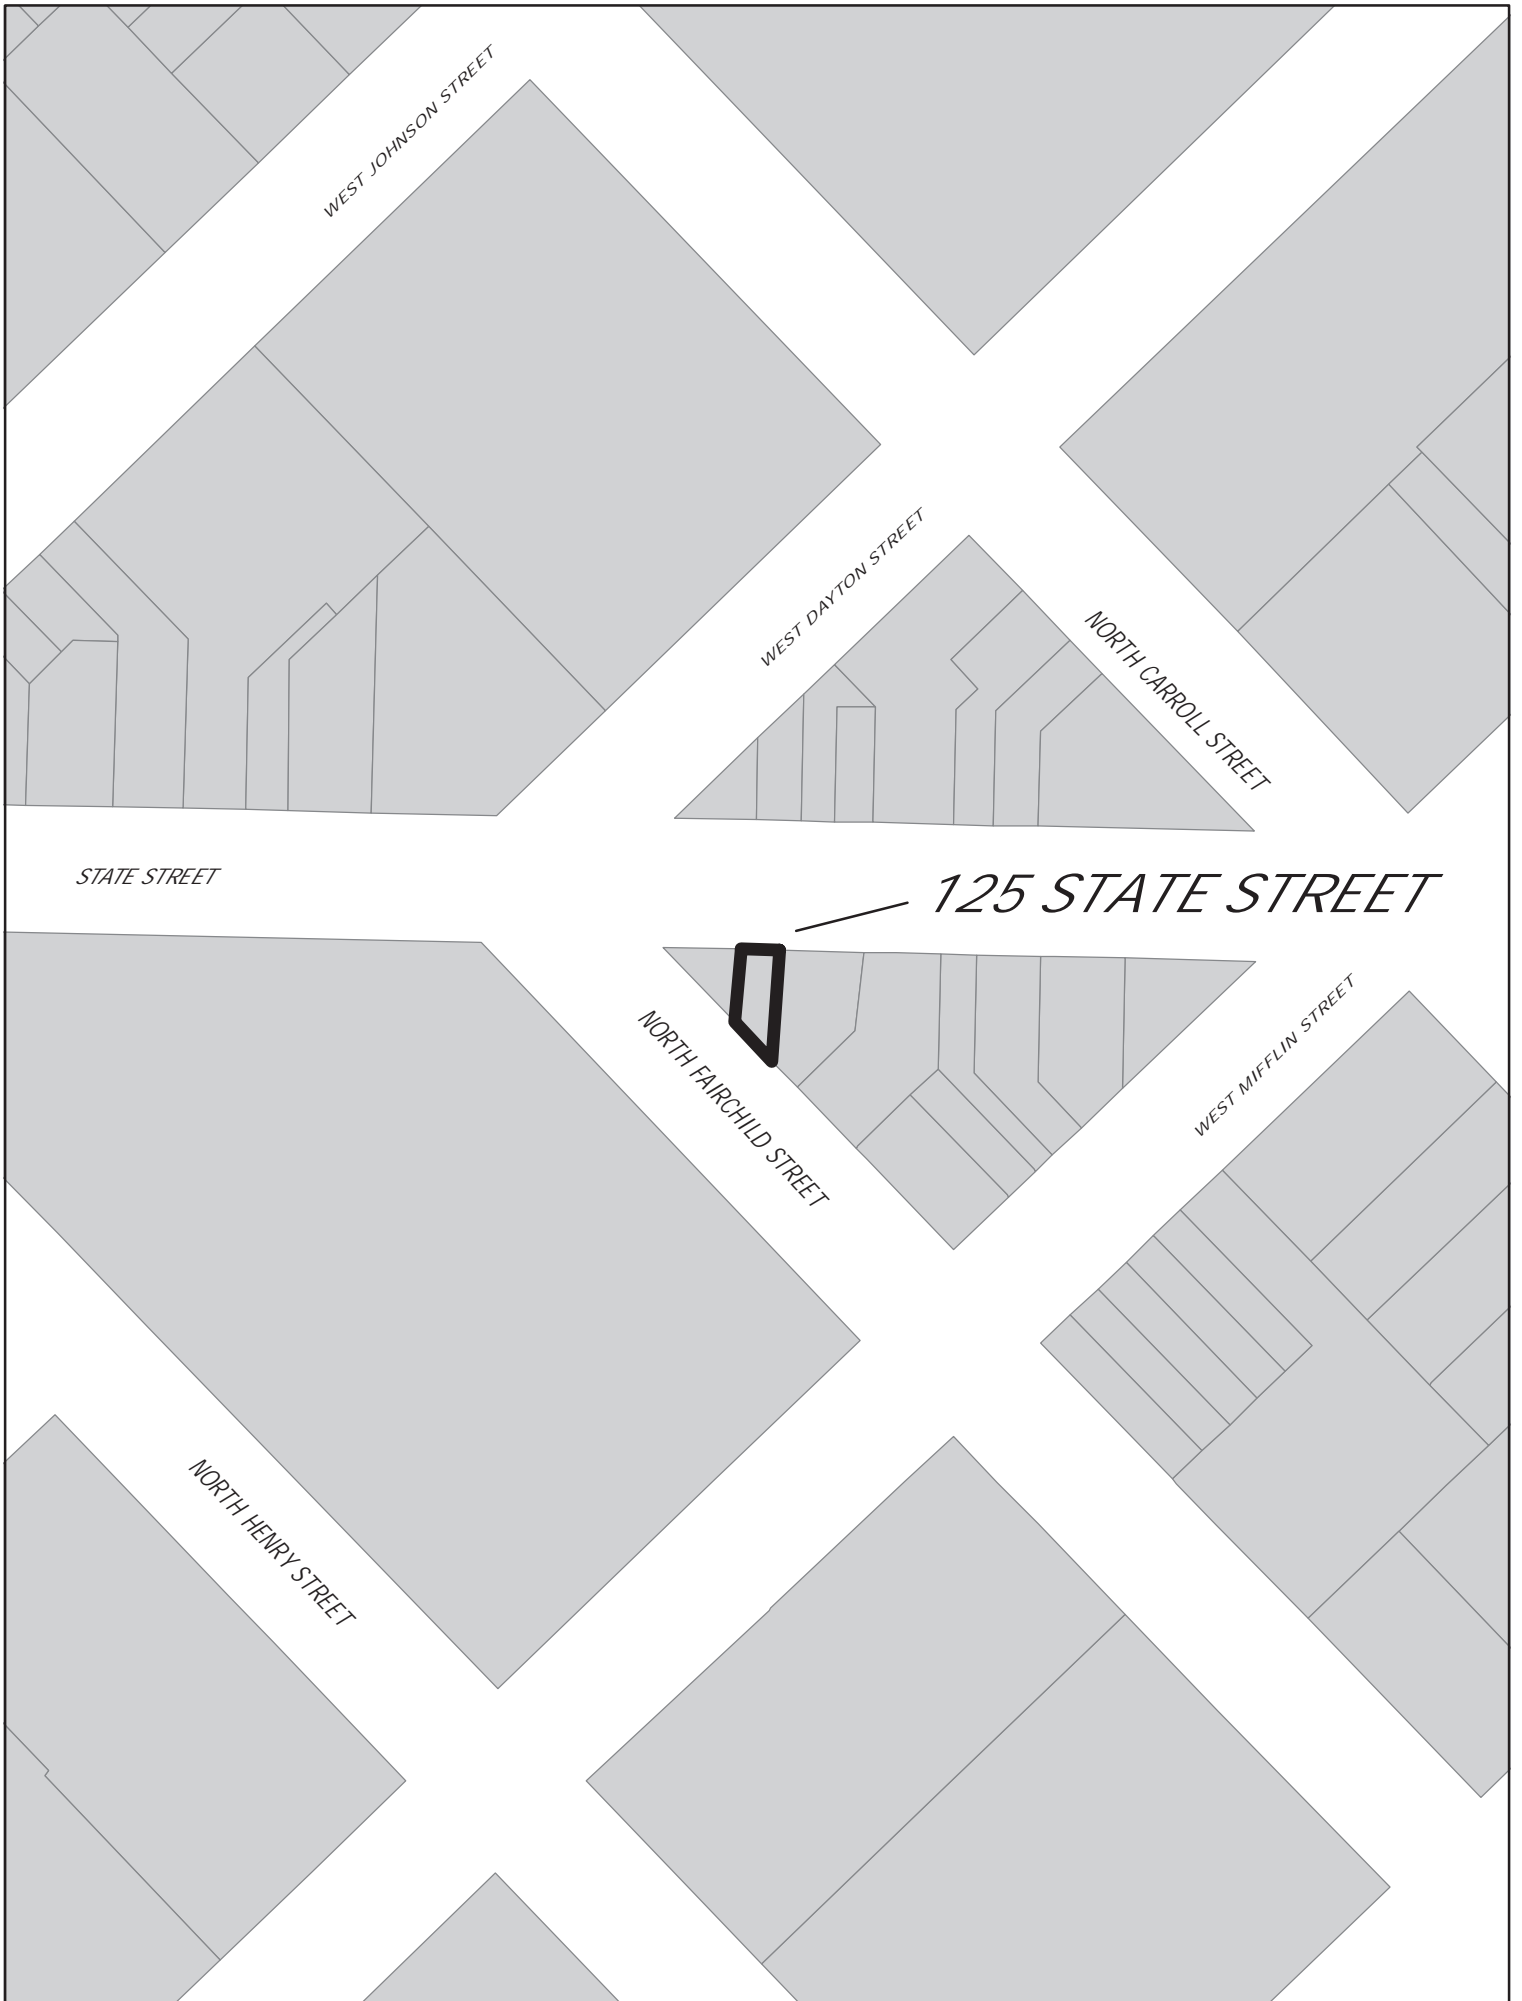 WEST JOHNSON STREET
WEST DAYTON STREET
NORTH CARROLL STREET
STATE STREET
125 STATE STREET
NORTH FAIRCHILD STREET
WEST MIFFLIN STREET
NORTH HENRY STREET